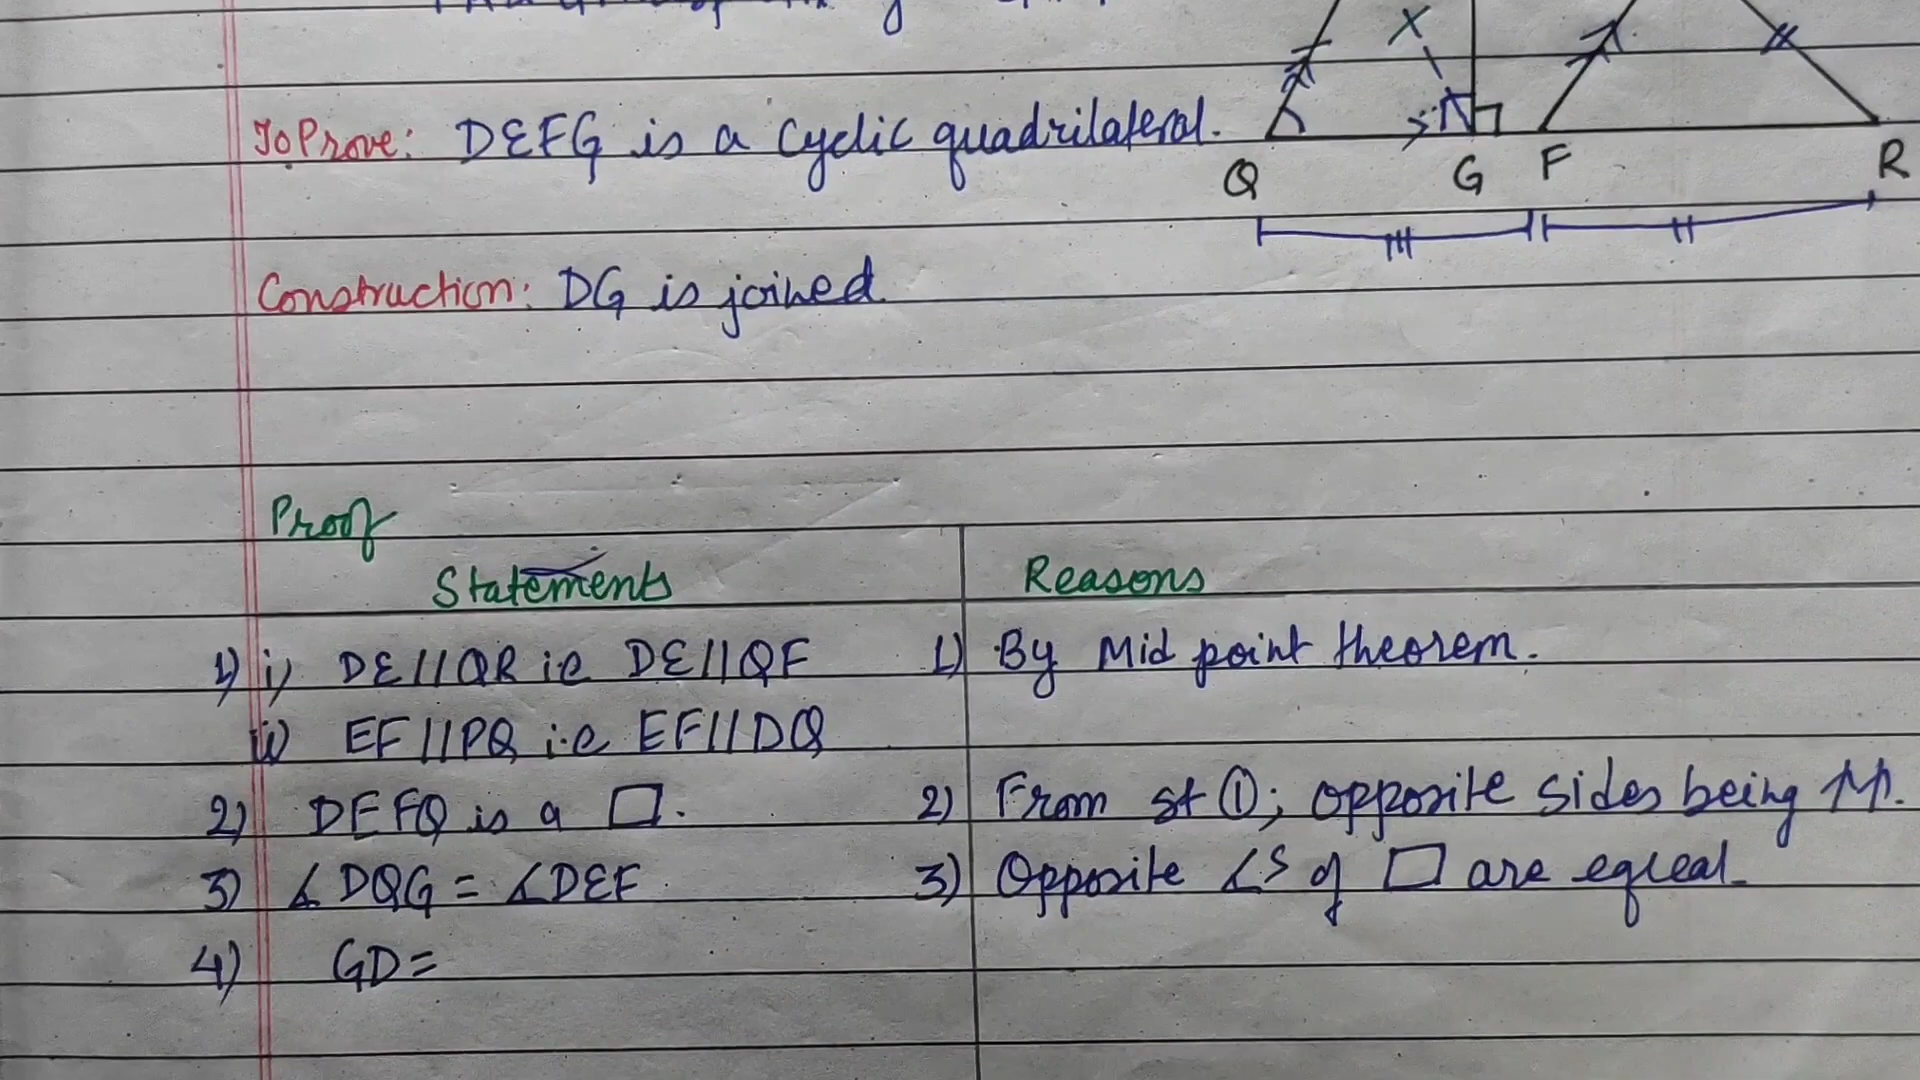 To Prove: DEFG is a Cyclic quadrilateral.
X
Q G F R
Construction: DG is joined.
Proof
Statements Reasons
1) i) DE//QR ie DE//QF 1) By Mid point theorem.
ii) EF//PQ i.e EF//DQ
2) DEFQ is a ▱. 2) From st ①; opposite sides being //l.
3) ∠DQG = ∠DEF 3) Opposite ∠s of ▱ are equal.
4) GD=